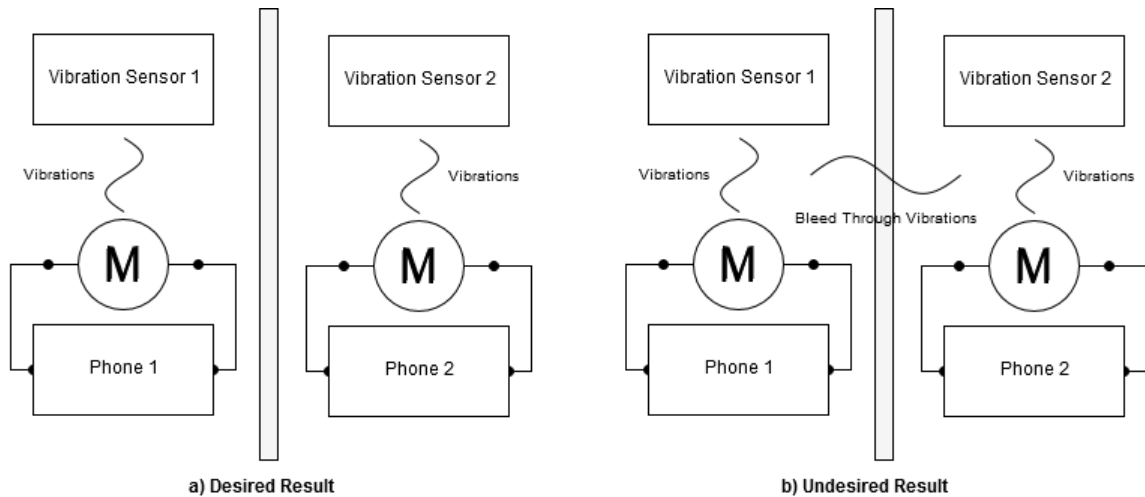 Vibration Sensor 1
Vibration Sensor 2
Vibrations
Vibrations
M
M
Phone 1
Phone 2
a) Desired Result
Vibration Sensor 1
Vibration Sensor 2
Vibrations
Vibrations
Bleed Through Vibrations
M
M
Phone 1
Phone 2
b) Undesired Result